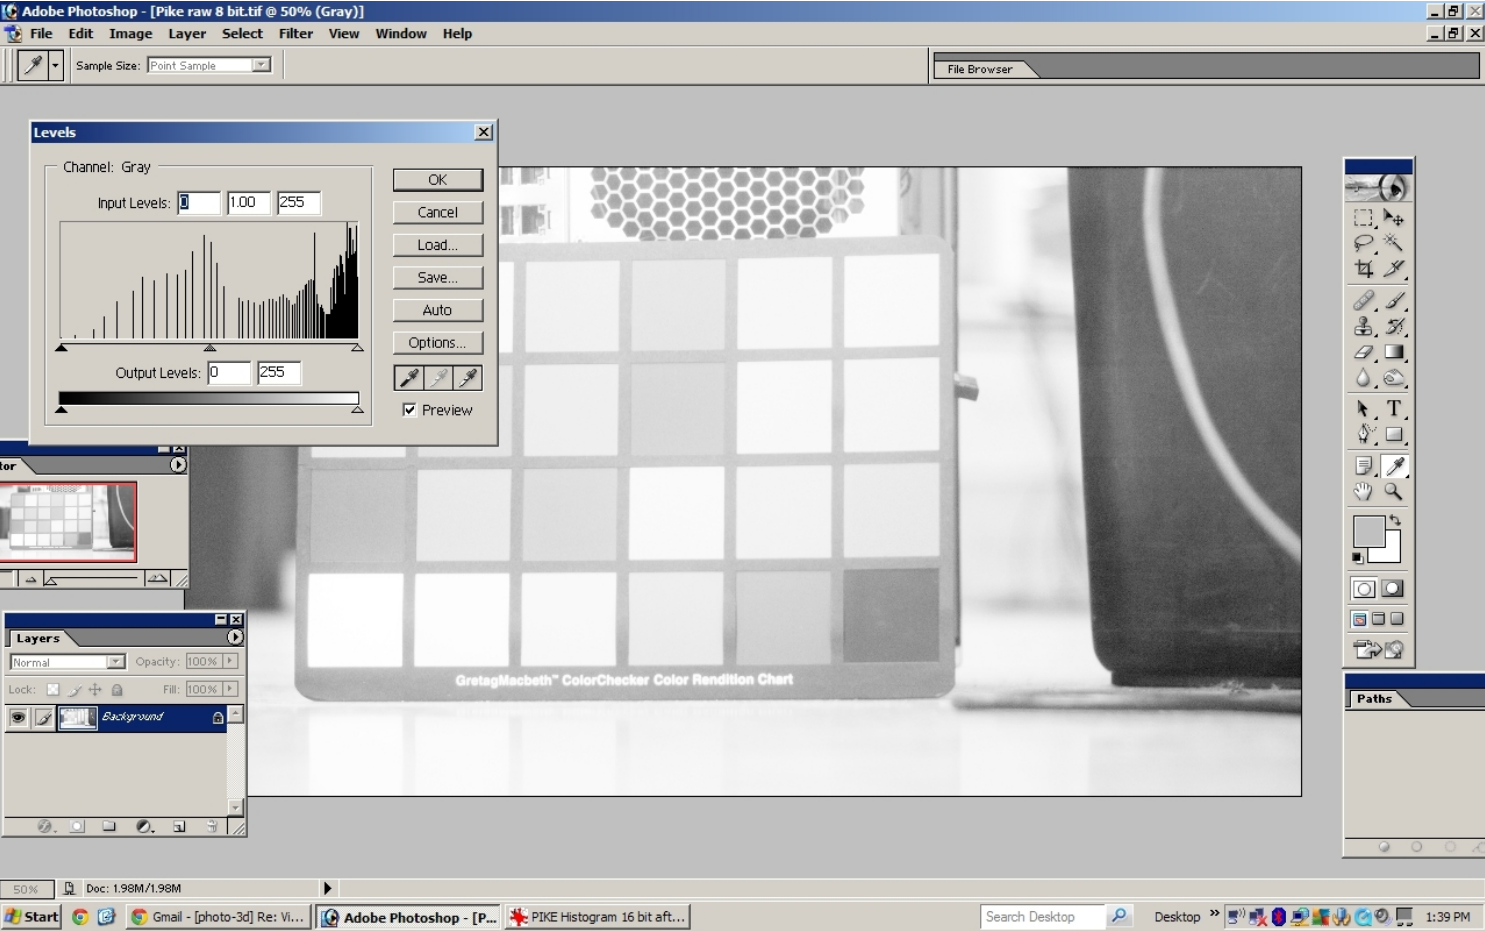 Adobe Photoshop - [Pike raw 8 bit.tif @ 50% (Gray)]
File Edit Image Layer Select Filter View Window Help
Sample Size: Point Sample
File Browser
Levels
Channel: Gray
Input Levels: 0 1.00 255
Output Levels: 0 255
OK
Cancel
Load...
Save...
Auto
Options...
Preview
tor
Layers
Normal Opacity: 100%
Lock: Fill: 100%
Background
GretagMacbeth™ ColorChecker Color Rendition Chart
T
Paths
50% Doc: 1.98M/1.98M
Start Gmail - [photo-3d] Re: Vi... Adobe Photoshop - [P... PIKE Histogram 16 bit aft... Search Desktop Desktop » 1:39 PM